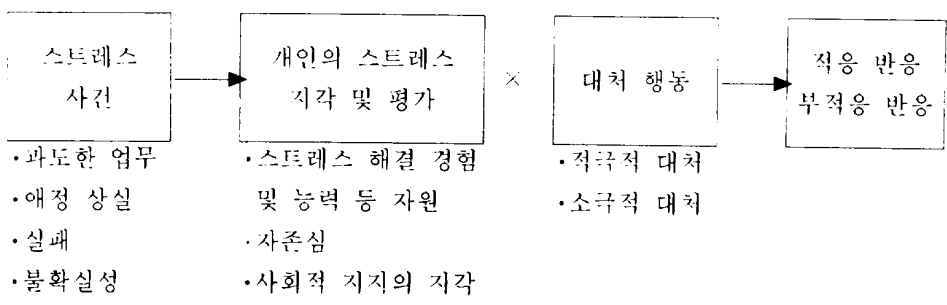 스트레스
사건
개인의 스트레스
지각 및 평가
×
대처 행동
적응 반응
부적응 반응
·과도한 업무
·애정 상실
·실패
·불확실성
·스트레스 해결 경험
및 능력 등 자원
·자존심
·사회적 지지의 지각
·적극적 대처
·소극적 대처